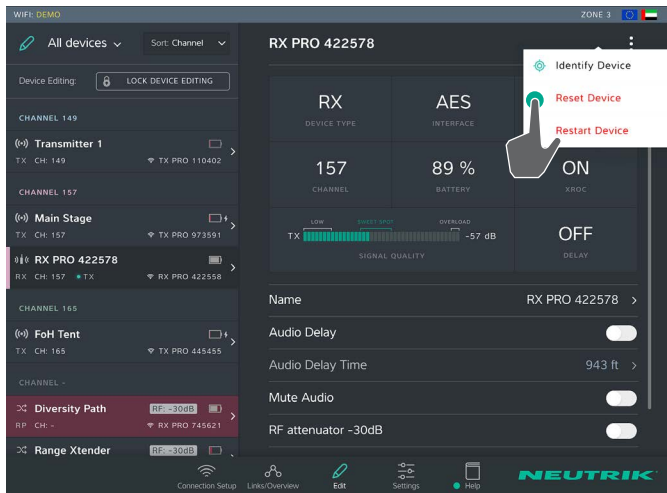 WIFI: DEMO
ZONE 3
All devices
Sort: Channel
RX PRO 422578
Identify Device
Device Editing:
LOCK DEVICE EDITING
Reset Device
Restart Device
RX
DEVICE TYPE
AES
INTERFACE
CHANNEL 149
Transmitter 1
TX CH: 149
TX PRO 110402
157
CHANNEL
89 %
BATTERY
ON
XROC
CHANNEL 157
Main Stage
TX CH: 157
TX PRO 973591
LOW
SWEET SPOT
OVERLOAD
TX
-57 dB
SIGNAL QUALITY
OFF
DELAY
RX PRO 422578
RX CH: 157 TX
RX PRO 422558
Name
RX PRO 422578
CHANNEL 165
Audio Delay
FoH Tent
TX CH: 165
TX PRO 445455
Audio Delay Time
943 ft
CHANNEL -
Mute Audio
Diversity Path
RF: -30dB
RP CH: -
RX PRO 745621
RF attenuator -30dB
Range Xtender
RF: -30dB
Connection Setup
Links/Overview
Edit
Settings
Help
NEUTRIK